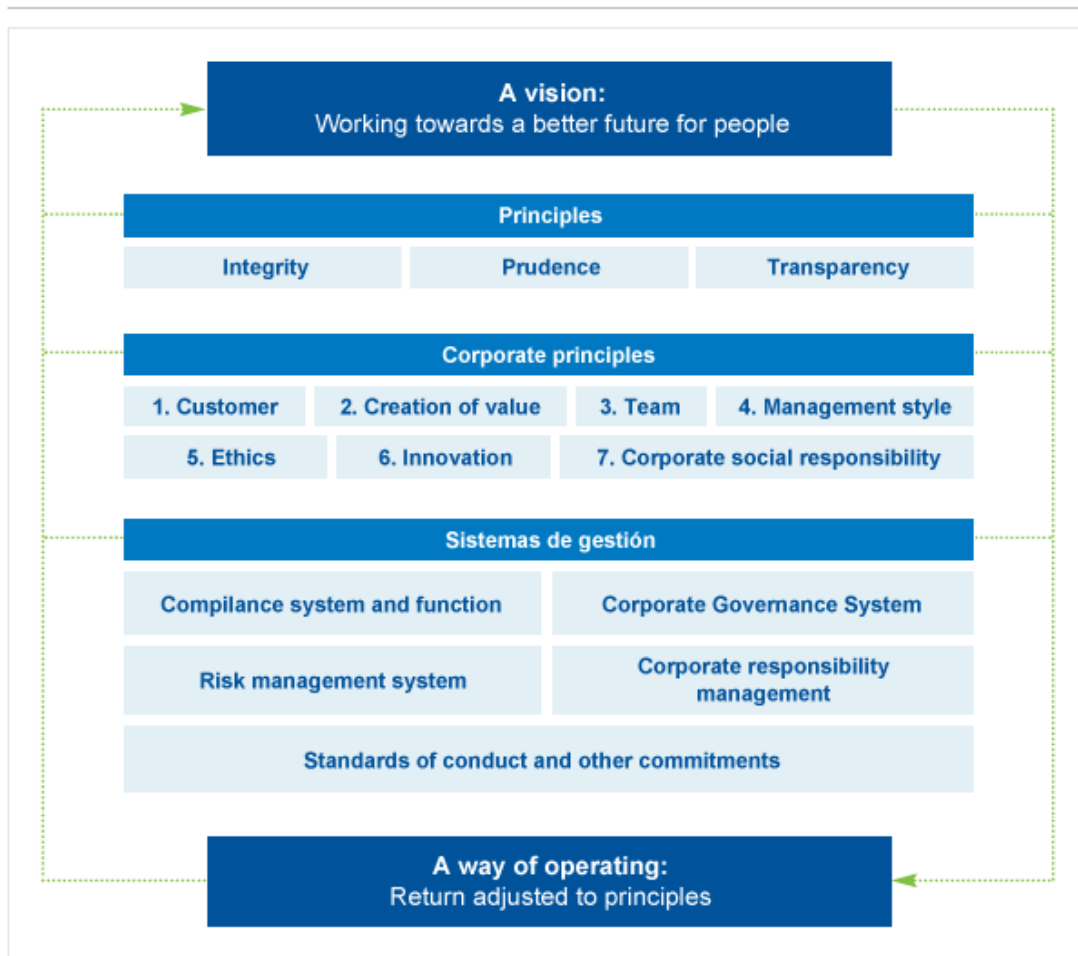 A vision:
Working towards a better future for people
Principles
Integrity
Prudence
Transparency
Corporate principles
1. Customer
2. Creation of value
3. Team
4. Management style
5. Ethics
6. Innovation
7. Corporate social responsibility
Sistemas de gestión
Compilance system and function
Corporate Governance System
Risk management system
Corporate responsibility
management
Standards of conduct and other commitments
A way of operating:
Return adjusted to principles